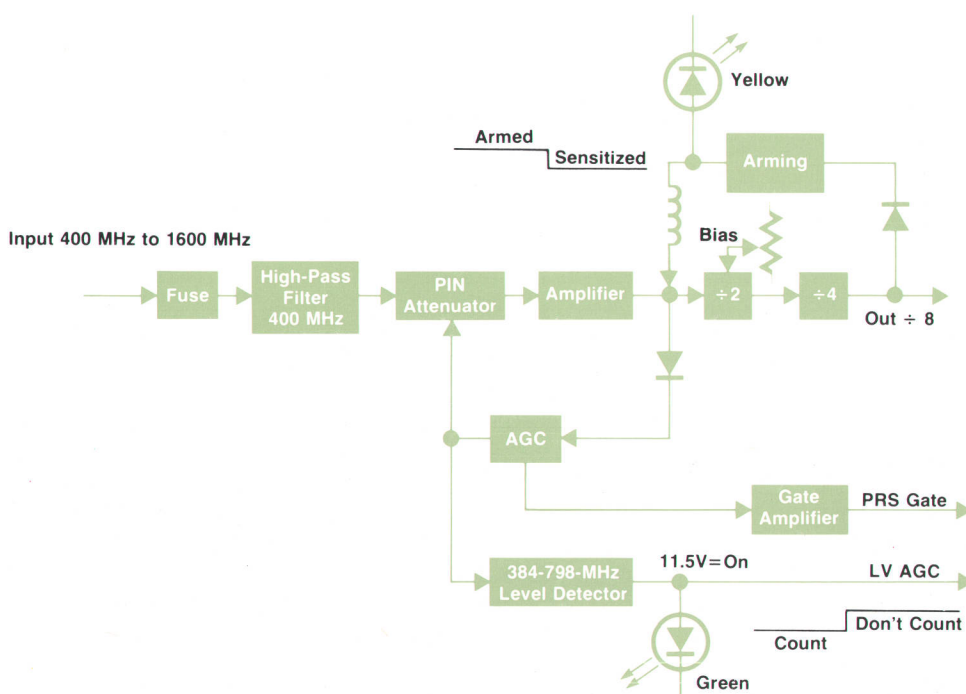 Yellow
Armed
Sensitized
Arming
Input 400 MHz to 1600 MHz
Bias
Fuse
High-Pass
Filter
400 MHz
PIN
Attenuator
Amplifier
÷2
÷4
Out ÷ 8
AGC
Gate
Amplifier
PRS Gate
384-798-MHz
Level Detector
11.5V=On
LV AGC
Don't Count
Count
Green